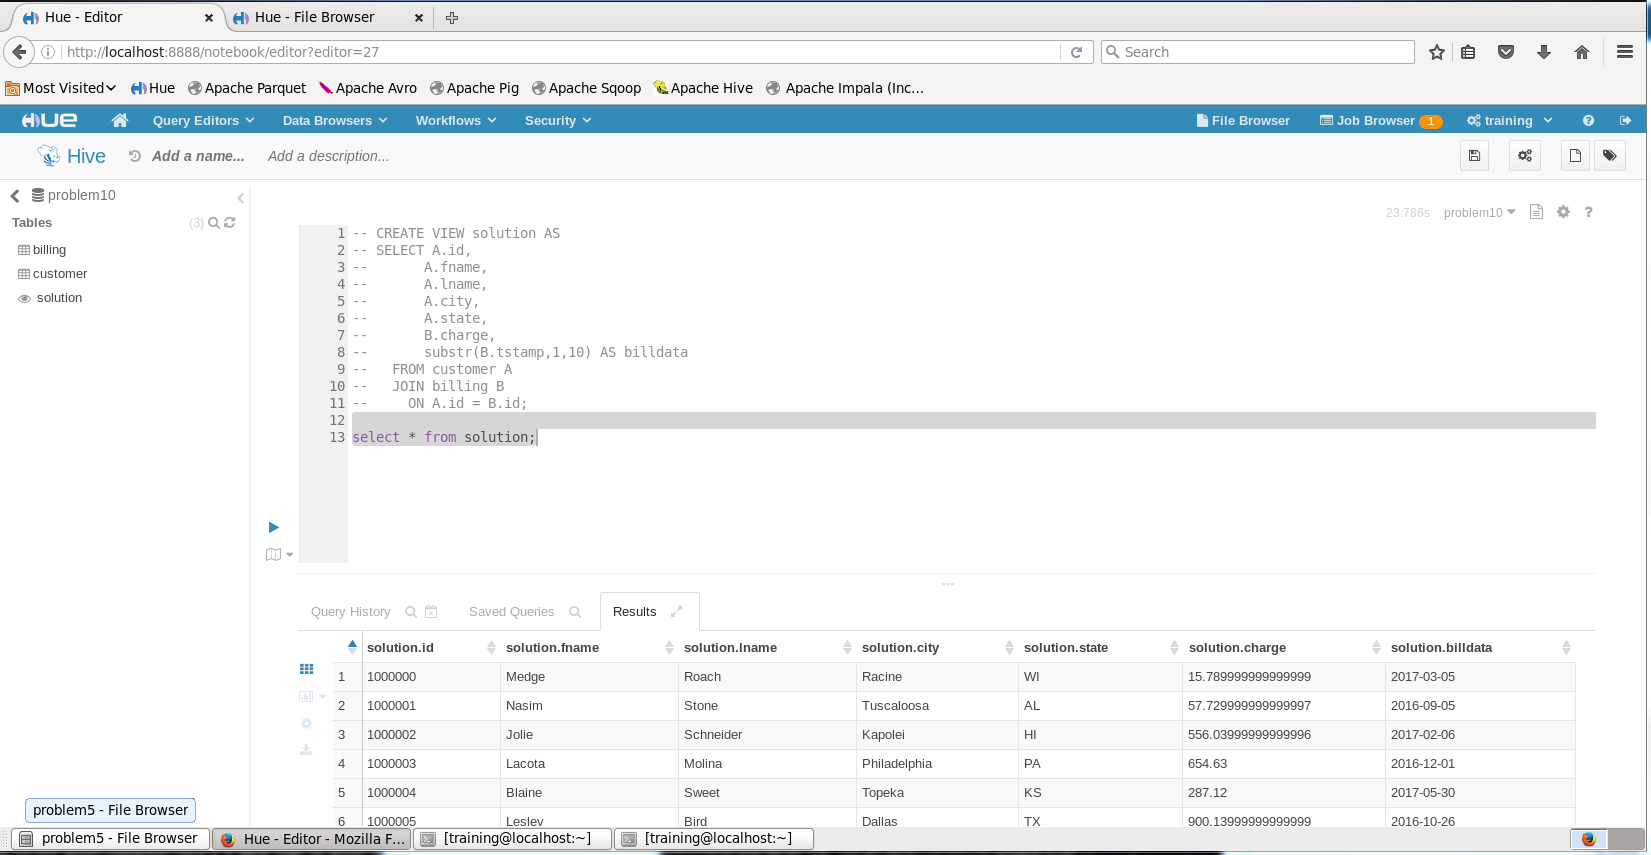 Hue - Editor
Hue - File Browser
http://localhost:8888/notebook/editor?editor=27
Search
Most Visited
Hue
Apache Parquet
Apache Avro
Apache Pig
Apache Sqoop
Apache Hive
Apache Impala (Inc...
HUE
Query Editors
Data Browsers
Workflows
Security
File Browser
Job Browser 1
training
Hive
Add a name...
Add a description...
problem10
Tables
(3)
billing
customer
solution
23.786s
problem10
1 -- CREATE VIEW solution AS
2 -- SELECT A.id,
3 --       A.fname,
4 --       A.lname,
5 --       A.city,
6 --       A.state,
7 --       B.charge,
8 --       substr(B.tstamp,1,10) AS billdata
9 --   FROM customer A
10 --   JOIN billing B
11 --     ON A.id = B.id;
12
13 select * from solution;
Query History
Saved Queries
Results
solution.id solution.fname solution.lname solution.city solution.state solution.charge solution.billdata
1 1000000 Medge Roach Racine WI 15.789999999999999 2017-03-05
2 1000001 Nasim Stone Tuscaloosa AL 57.729999999999997 2016-09-05
3 1000002 Jolie Schneider Kapolei HI 556.03999999999996 2017-02-06
4 1000003 Lacota Molina Philadelphia PA 654.63 2016-12-01
5 1000004 Blaine Sweet Topeka KS 287.12 2017-05-30
6 1000005 Lesley Bird Dallas TX 900.13999999999999 2016-10-26
problem5 - File Browser
problem5 - File Browser
Hue - Editor - Mozilla F...
[training@localhost:~]
[training@localhost:~]